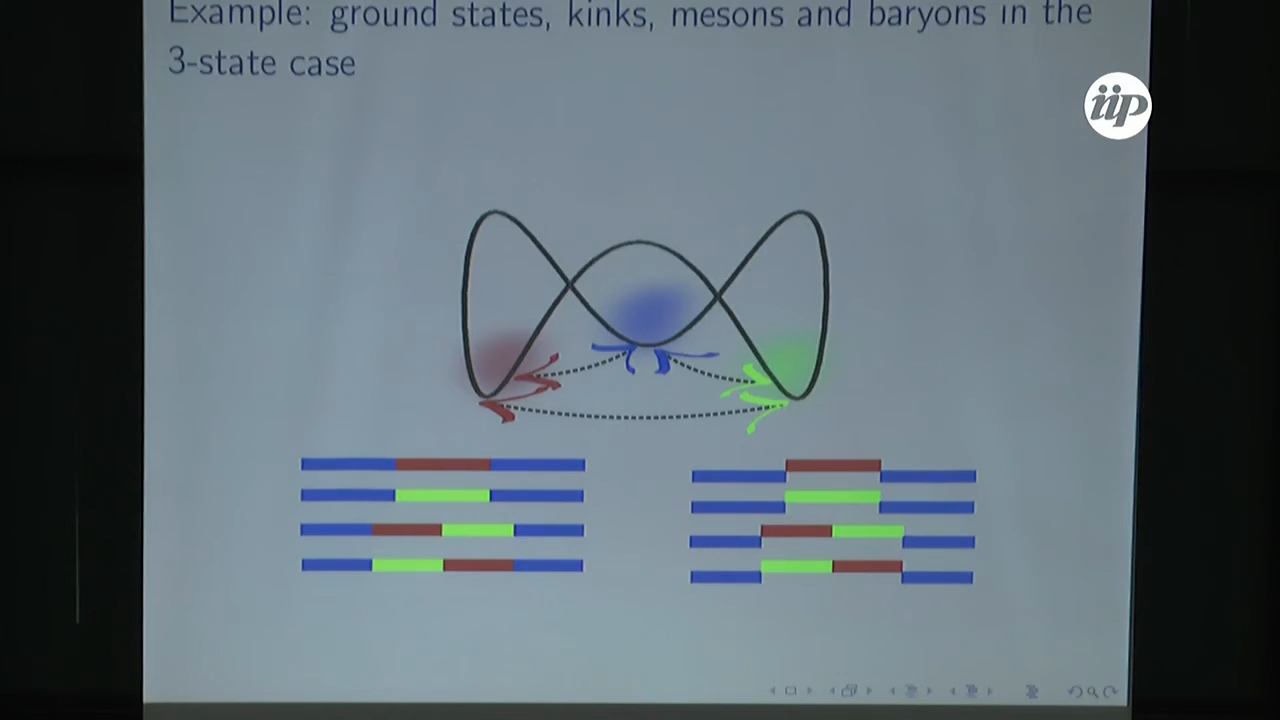 Example: ground states, kinks, mesons and baryons in the
3-state case
iip